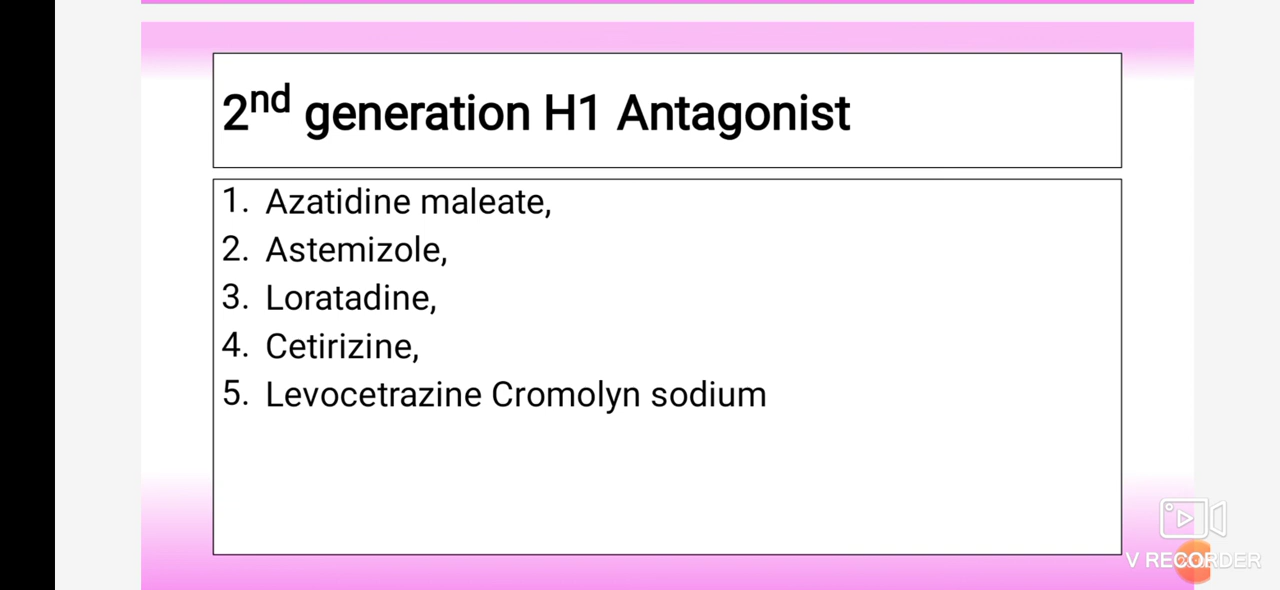 2nd generation H1 Antagonist
1. Azatidine maleate,
2. Astemizole,
3. Loratadine,
4. Cetirizine,
5. Levocetrazine Cromolyn sodium
V RECORDER